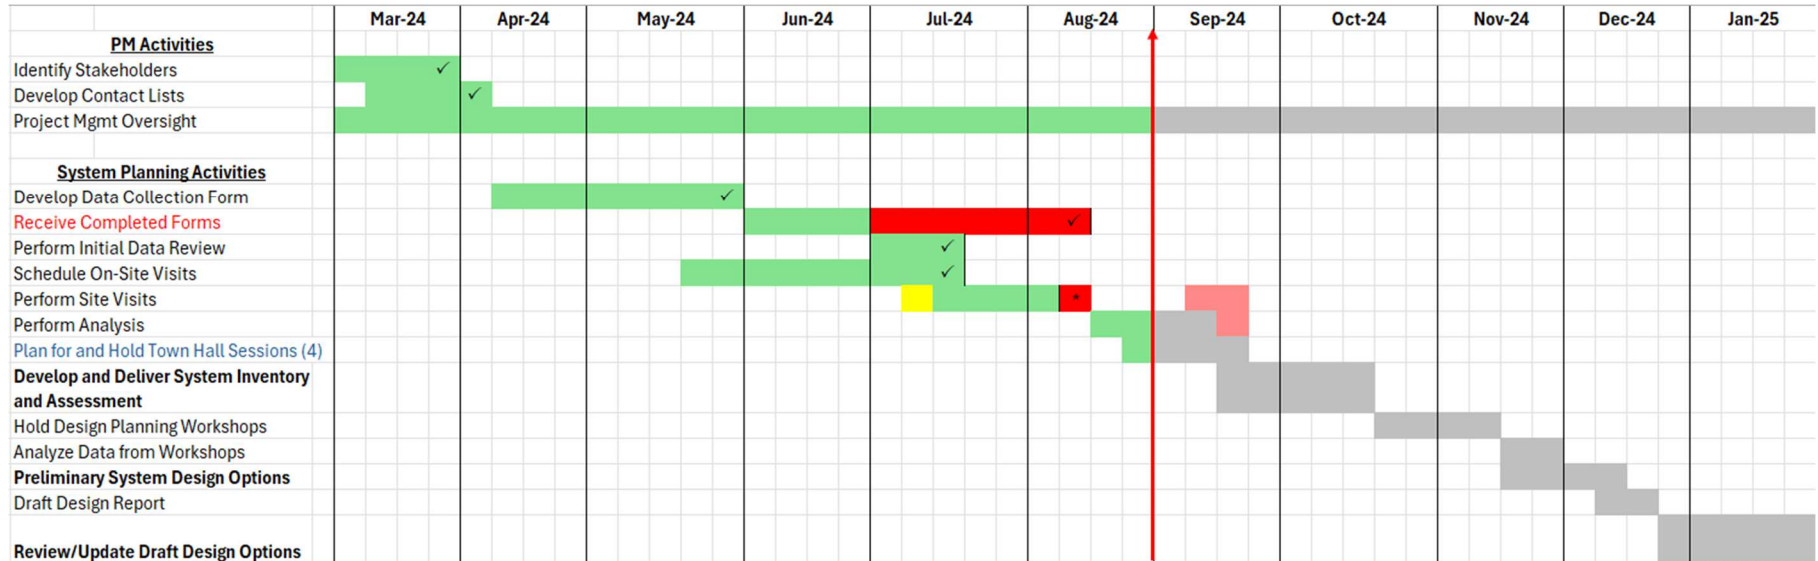 Mar-24 Apr-24 May-24 Jun-24 Jul-24 Aug-24 Sep-24 Oct-24 Nov-24 Dec-24 Jan-25
PM Activities
Identify Stakeholders ✓
Develop Contact Lists ✓
Project Mgmt Oversight
System Planning Activities
Develop Data Collection Form ✓
Receive Completed Forms ✓
Perform Initial Data Review ✓
Schedule On-Site Visits ✓
Perform Site Visits *
Perform Analysis
Plan for and Hold Town Hall Sessions (4)
Develop and Deliver System Inventory
and Assessment
Hold Design Planning Workshops
Analyze Data from Workshops
Preliminary System Design Options
Draft Design Report
Review/Update Draft Design Options